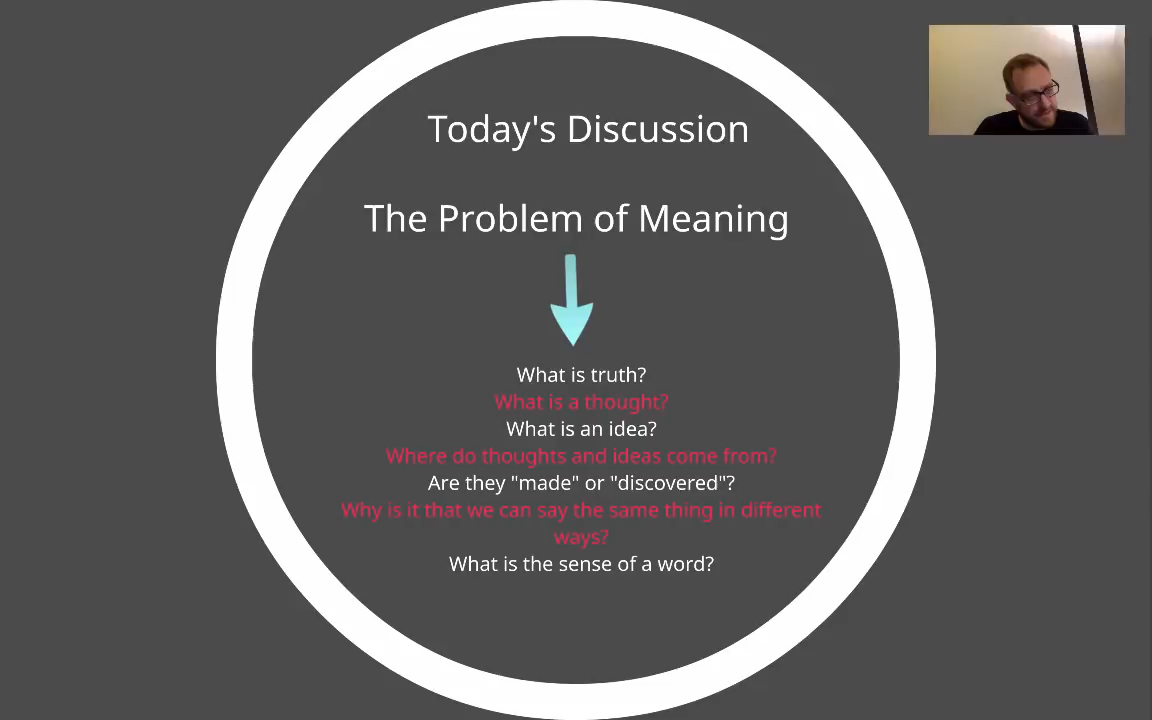 Today's Discussion
The Problem of Meaning
What is truth?
What is a thought?
What is an idea?
Where do thoughts and ideas come from?
Are they "made" or "discovered"?
Why is it that we can say the same thing in different
ways?
What is the sense of a word?